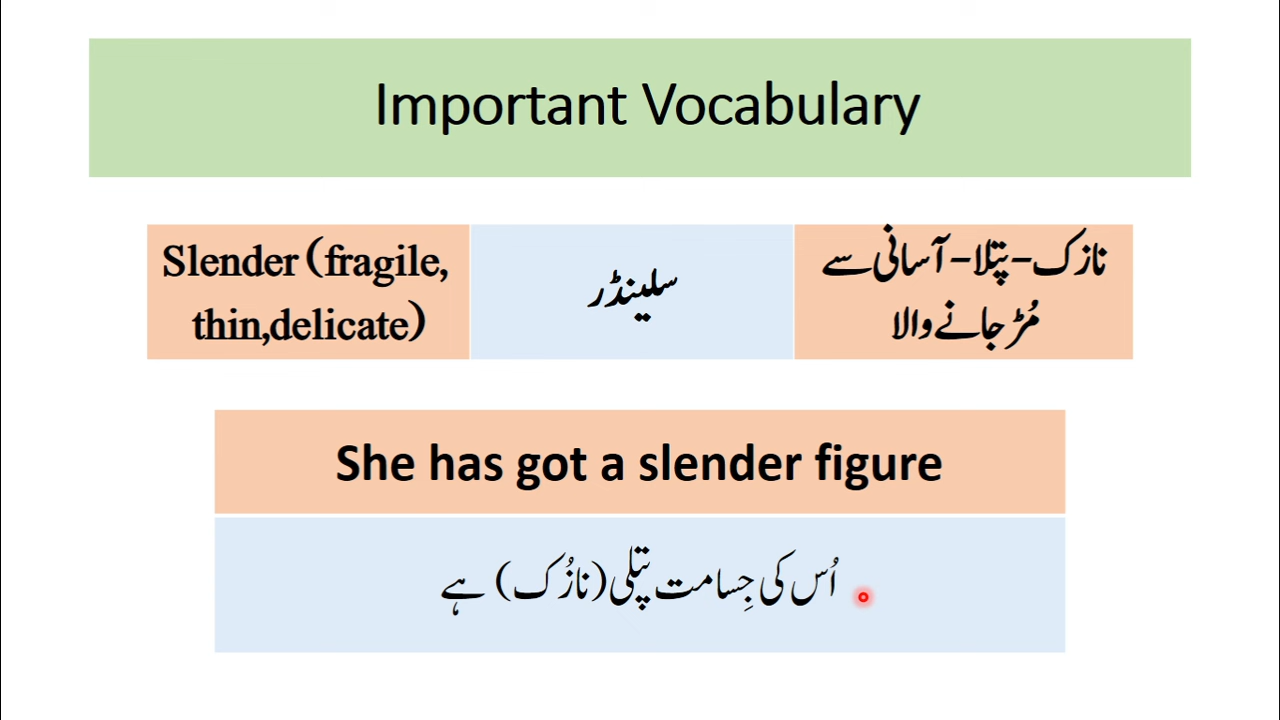 Important Vocabulary
Slender (fragile,
thin,delicate)
سلینڈر
نازک - پتلا - آسانی سے
مُڑ جانے والا
She has got a slender figure
اُس کی جِسامت پتلی (نازُک) ہے